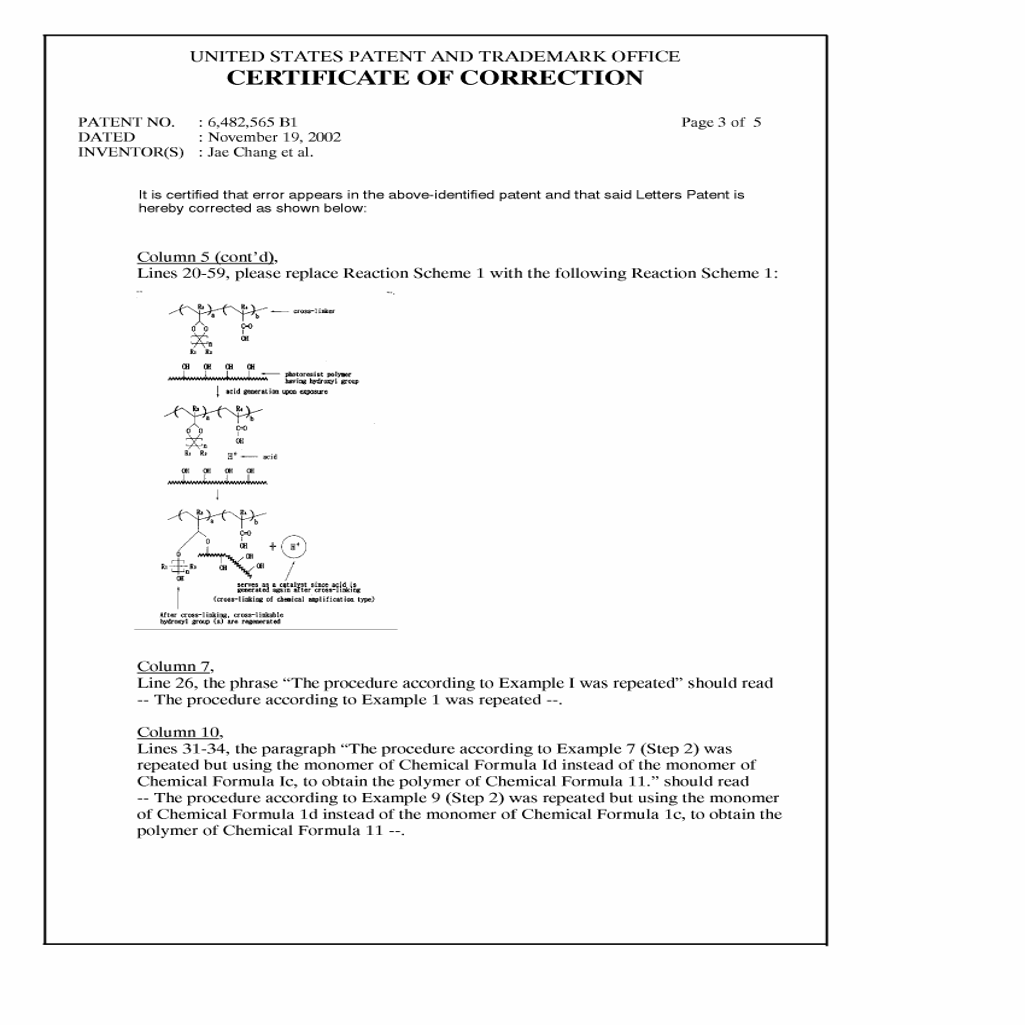 UNITED STATES PATENT AND TRADEMARK OFFICE
CERTIFICATE OF CORRECTION
PATENT NO. : 6,482,565 B1 Page 3 of 5
DATED : November 19, 2002
INVENTOR(S) : Jae Chang et al.
It is certified that error appears in the above-identified patent and that said Letters Patent is
hereby corrected as shown below:
Column 5 (cont’d),
Lines 20-59, please replace Reaction Scheme 1 with the following Reaction Scheme 1:
R₃ R₄
a b
cross-linker
O O C=O
n OH
R₁ R₂
OH OH OH OH
photoresist polymer
having hydroxyl group
acid generation upon exposure
R₃ R₄
a b
O O C=O
n OH
R₁ R₂ H⁺ acid
OH OH OH OH
R₃ R₄
a b
O C=O
O OH + H⁺
R₁ R₂ n OH OH OH
OH
serves as a catalyst since acid is
generated again after cross-linking
(cross-linking of chemical amplification type)
After cross-linking, cross-linkable
hydroxyl group (s) are regenerated
Column 7,
Line 26, the phrase “The procedure according to Example I was repeated” should read
-- The procedure according to Example 1 was repeated --.
Column 10,
Lines 31-34, the paragraph “The procedure according to Example 7 (Step 2) was
repeated but using the monomer of Chemical Formula Id instead of the monomer of
Chemical Formula Ic, to obtain the polymer of Chemical Formula 11.” should read
-- The procedure according to Example 9 (Step 2) was repeated but using the monomer
of Chemical Formula 1d instead of the monomer of Chemical Formula 1c, to obtain the
polymer of Chemical Formula 11 --.